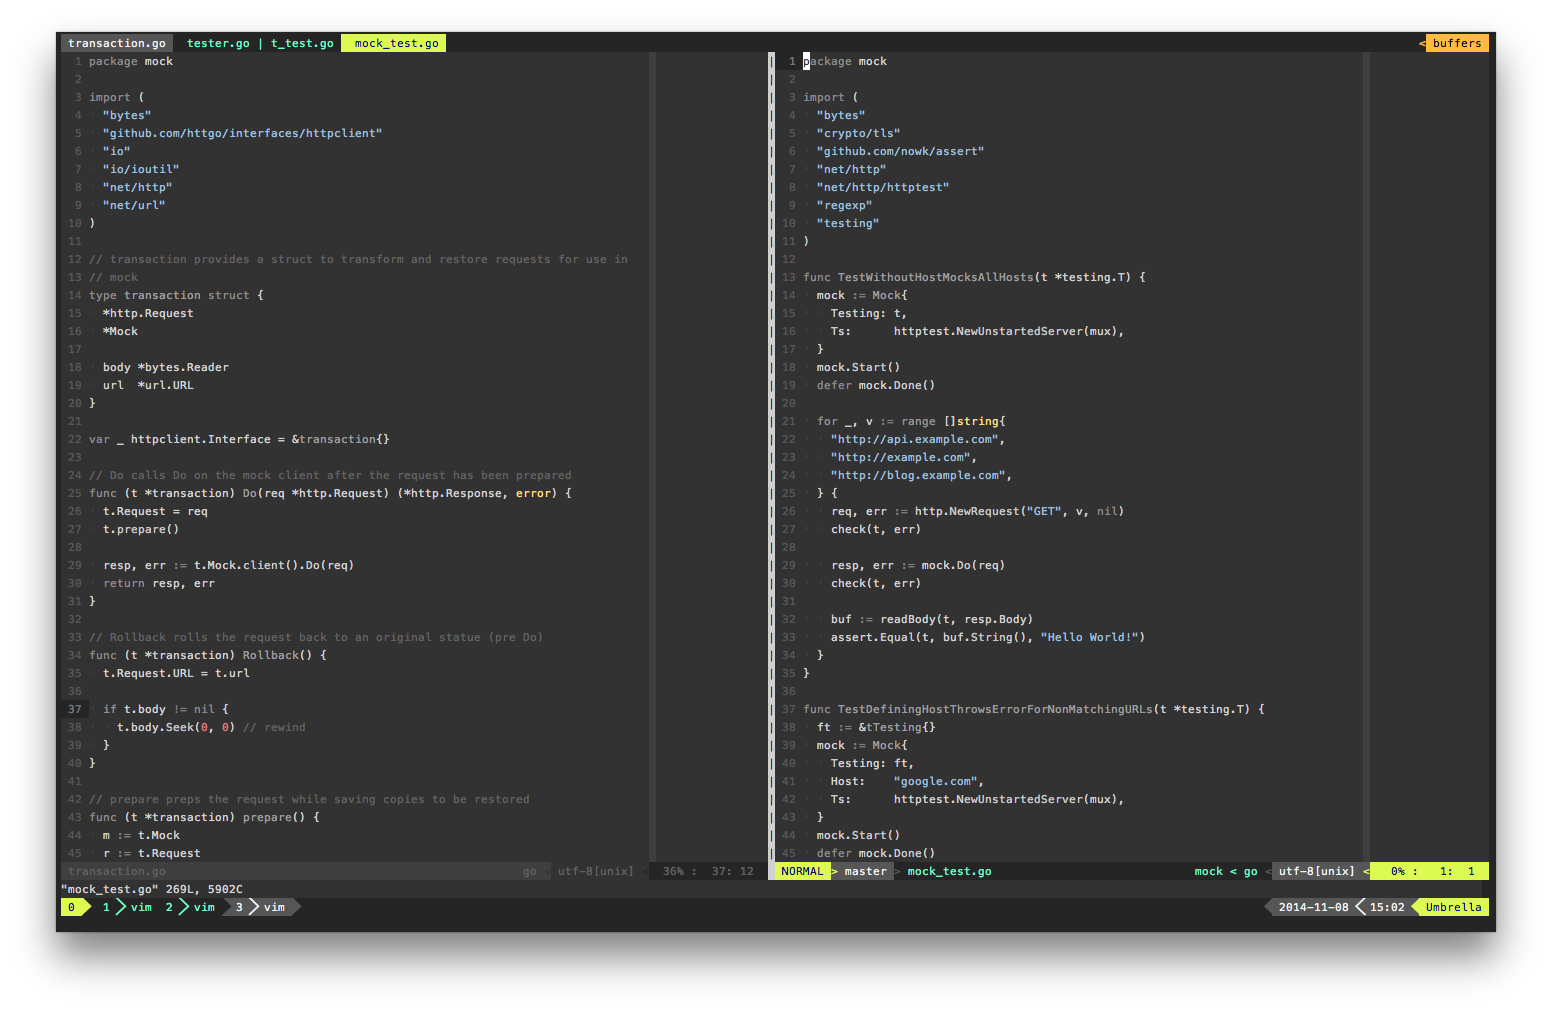 transaction.go tester.go | t_test.go mock_test.go < buffers
1 package mock
2
3 import (
4 "bytes"
5 "github.com/httgo/interfaces/httpclient"
6 "io"
7 "io/ioutil"
8 "net/http"
9 "net/url"
10 )
11
12 // transaction provides a struct to transform and restore requests for use in
13 // mock
14 type transaction struct {
15 *http.Request
16 *Mock
17
18 body *bytes.Reader
19 url  *url.URL
20 }
21
22 var _ httpclient.Interface = &transaction{}
23
24 // Do calls Do on the mock client after the request has been prepared
25 func (t *transaction) Do(req *http.Request) (*http.Response, error) {
26 t.Request = req
27 t.prepare()
28
29 resp, err := t.Mock.client().Do(req)
30 return resp, err
31 }
32
33 // Rollback rolls the request back to an original statue (pre Do)
34 func (t *transaction) Rollback() {
35 t.Request.URL = t.url
36
37 if t.body != nil {
38 t.body.Seek(0, 0) // rewind
39 }
40 }
41
42 // prepare preps the request while saving copies to be restored
43 func (t *transaction) prepare() {
44 m := t.Mock
45 r := t.Request
transaction.go go < utf-8[unix] < 36% : 37: 12
1 package mock
2
3 import (
4 "bytes"
5 "crypto/tls"
6 "github.com/nowk/assert"
7 "net/http"
8 "net/http/httptest"
9 "regexp"
10 "testing"
11 )
12
13 func TestWithoutHostMocksAllHosts(t *testing.T) {
14 mock := Mock{
15 Testing: t,
16 Ts:      httptest.NewUnstartedServer(mux),
17 }
18 mock.Start()
19 defer mock.Done()
20
21 for _, v := range []string{
22 "http://api.example.com",
23 "http://example.com",
24 "http://blog.example.com",
25 } {
26 req, err := http.NewRequest("GET", v, nil)
27 check(t, err)
28
29 resp, err := mock.Do(req)
30 check(t, err)
31
32 buf := readBody(t, resp.Body)
33 assert.Equal(t, buf.String(), "Hello World!")
34 }
35 }
36
37 func TestDefiningHostThrowsErrorForNonMatchingURLs(t *testing.T) {
38 ft := &tTesting{}
39 mock := Mock{
40 Testing: ft,
41 Host:    "google.com",
42 Ts:      httptest.NewUnstartedServer(mux),
43 }
44 mock.Start()
45 defer mock.Done()
NORMAL > master > mock_test.go mock < go < utf-8[unix] < 0% : 1: 1
"mock_test.go" 269L, 5902C
0 1 vim 2 vim 3 vim 2014-11-08 15:02 Umbrella